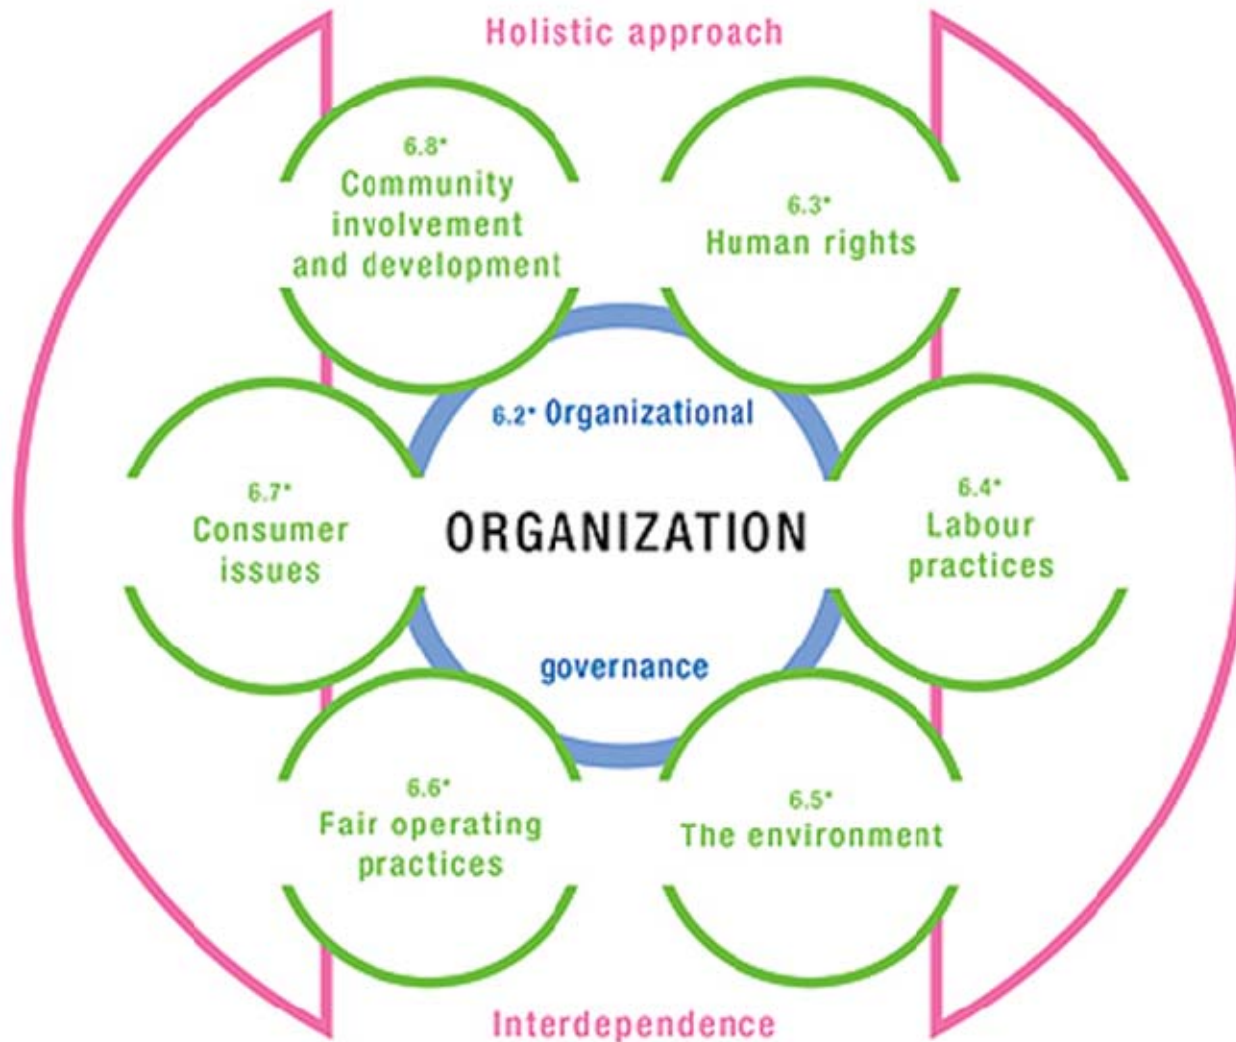 Holistic approach
6.8*
Community
involvement
and development
6.3*
Human rights
6.2* Organizational
6.7*
Consumer
issues
ORGANIZATION
6.4*
Labour
practices
governance
6.6*
Fair operating
practices
6.5*
The environment
Interdependence